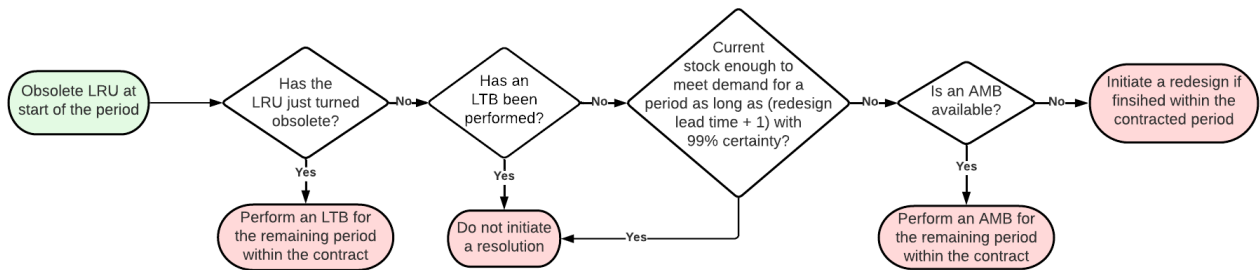 Obsolete LRU at
start of the period
Has the
LRU just turned
obsolete?
No
Yes
Perform an LTB for
the remaining period
within the contract
Has an
LTB been
performed?
No
Yes
Do not initiate
a resolution
Current
stock enough to
meet demand for a
period as long as (redesign
lead time + 1) with
99% certainty?
No
Yes
Is an AMB
available?
No
Yes
Perform an AMB for
the remaining period
within the contract
Initiate a redesign if
finsihed within the
contracted period